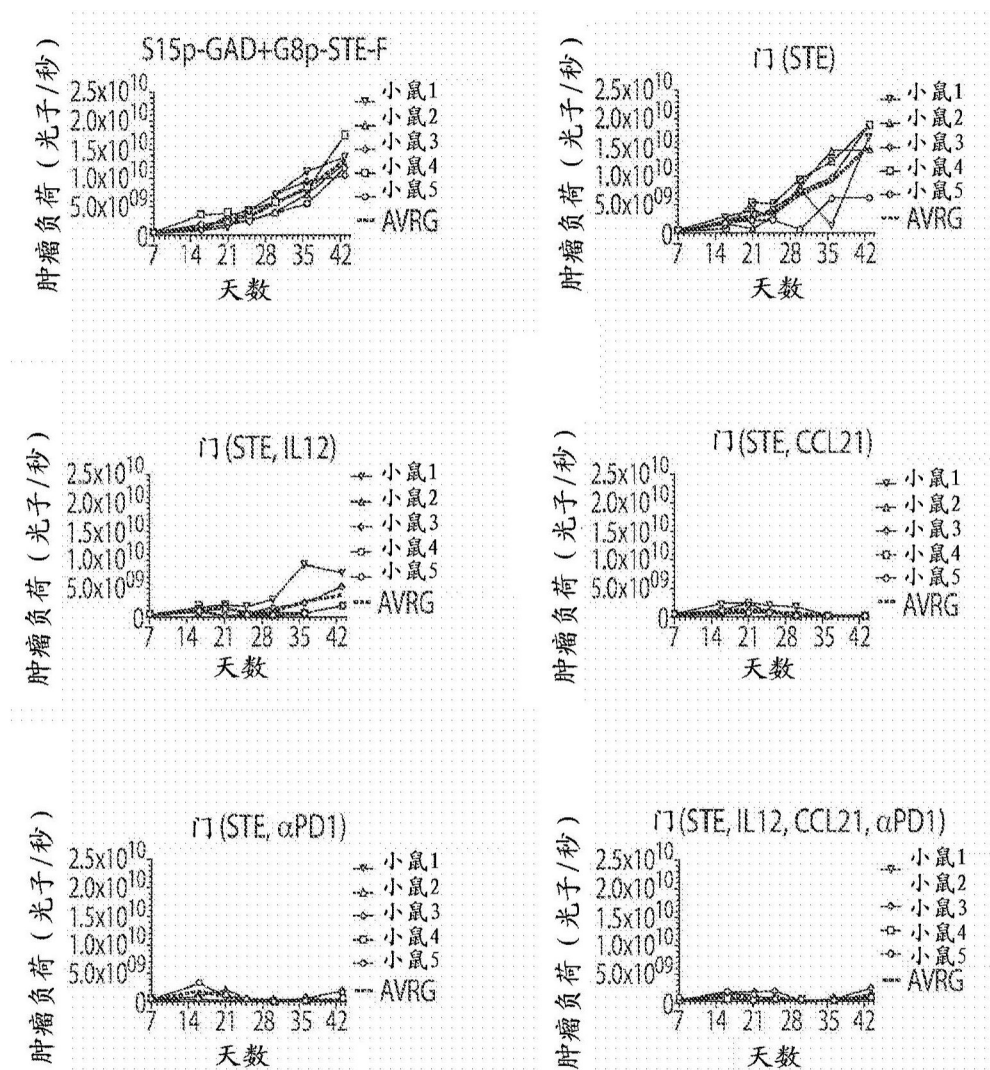 S15p-GAD+G8p-STE-F
肿瘤负荷（光子/秒）
2.5x10^10
2.0x10^10
1.5x10^10
1.0x10^10
5.0x10^09
0
7 14 21 28 35 42
天数
小鼠1
小鼠2
小鼠3
小鼠4
小鼠5
AVRG
门 (STE)
肿瘤负荷（光子/秒）
2.5x10^10
2.0x10^10
1.5x10^10
1.0x10^10
5.0x10^09
0
7 14 21 28 35 42
天数
小鼠1
小鼠2
小鼠3
小鼠4
小鼠5
AVRG
门 (STE, IL12)
肿瘤负荷（光子/秒）
2.5x10^10
2.0x10^10
1.5x10^10
1.0x10^10
5.0x10^09
0
7 14 21 28 35 42
天数
小鼠1
小鼠2
小鼠3
小鼠4
小鼠5
AVRG
门 (STE, CCL21)
肿瘤负荷（光子/秒）
2.5x10^10
2.0x10^10
1.5x10^10
1.0x10^10
5.0x10^09
0
7 14 21 28 35 42
天数
小鼠1
小鼠2
小鼠3
小鼠4
小鼠5
AVRG
门 (STE, αPD1)
肿瘤负荷（光子/秒）
2.5x10^10
2.0x10^10
1.5x10^10
1.0x10^10
5.0x10^09
0
7 14 21 28 35 42
天数
小鼠1
小鼠2
小鼠3
小鼠4
小鼠5
AVRG
门 (STE, IL12, CCL21, αPD1)
肿瘤负荷（光子/秒）
2.5x10^10
2.0x10^10
1.5x10^10
1.0x10^10
5.0x10^09
0
7 14 21 28 35 42
天数
小鼠1
小鼠2
小鼠3
小鼠4
小鼠5
AVRG